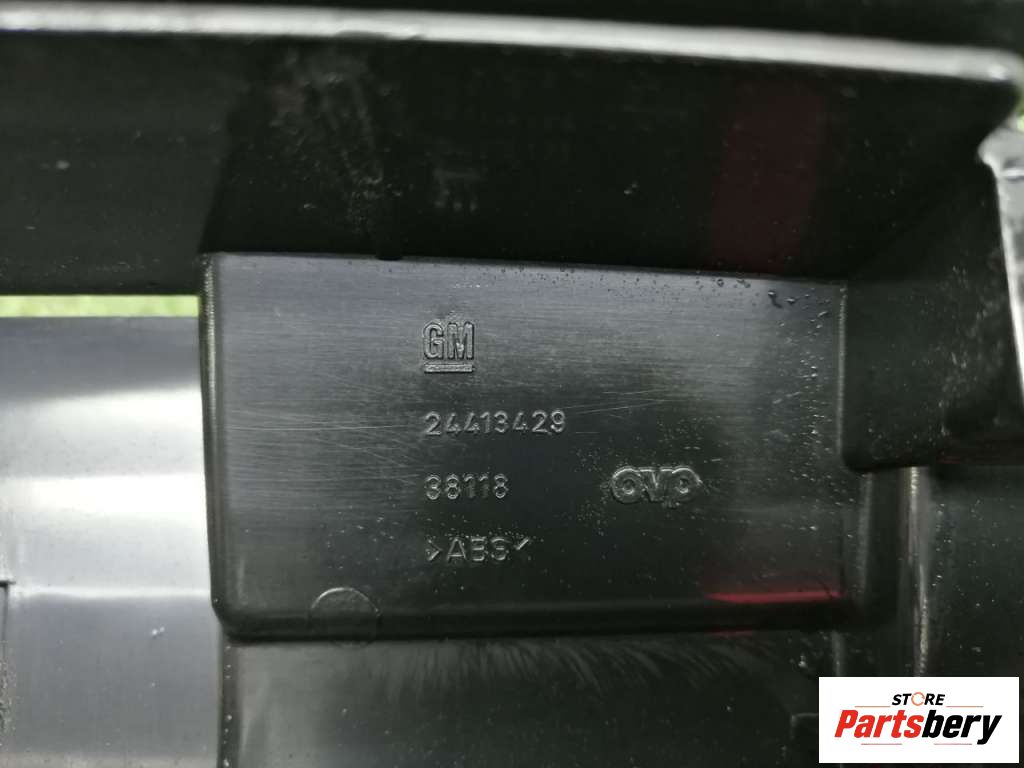 GM
24413429
38118 ovo
>ABS<
STORE
Partsbery